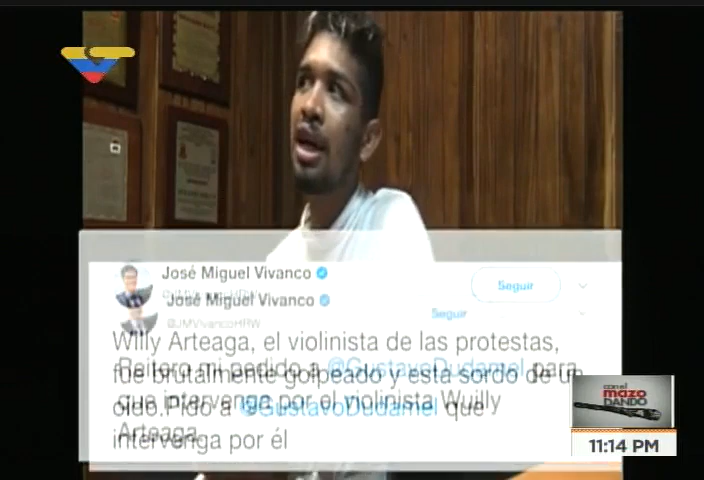 José Miguel Vivanco
José Miguel Vivanco
Seguir
Seguir
@JMVivancoHRW
Willy Arteaga, el violinista de las protestas,
fue brutalmente golpeado y está sordo de un
oído.Pido a @GustavoDudamel que
intervenga por él
Reitero mi pedido a @GustavoDudamel para
que intervenga por el violinista Wuilly
Arteaga.
con el
mazo
DANDO
11:14 PM